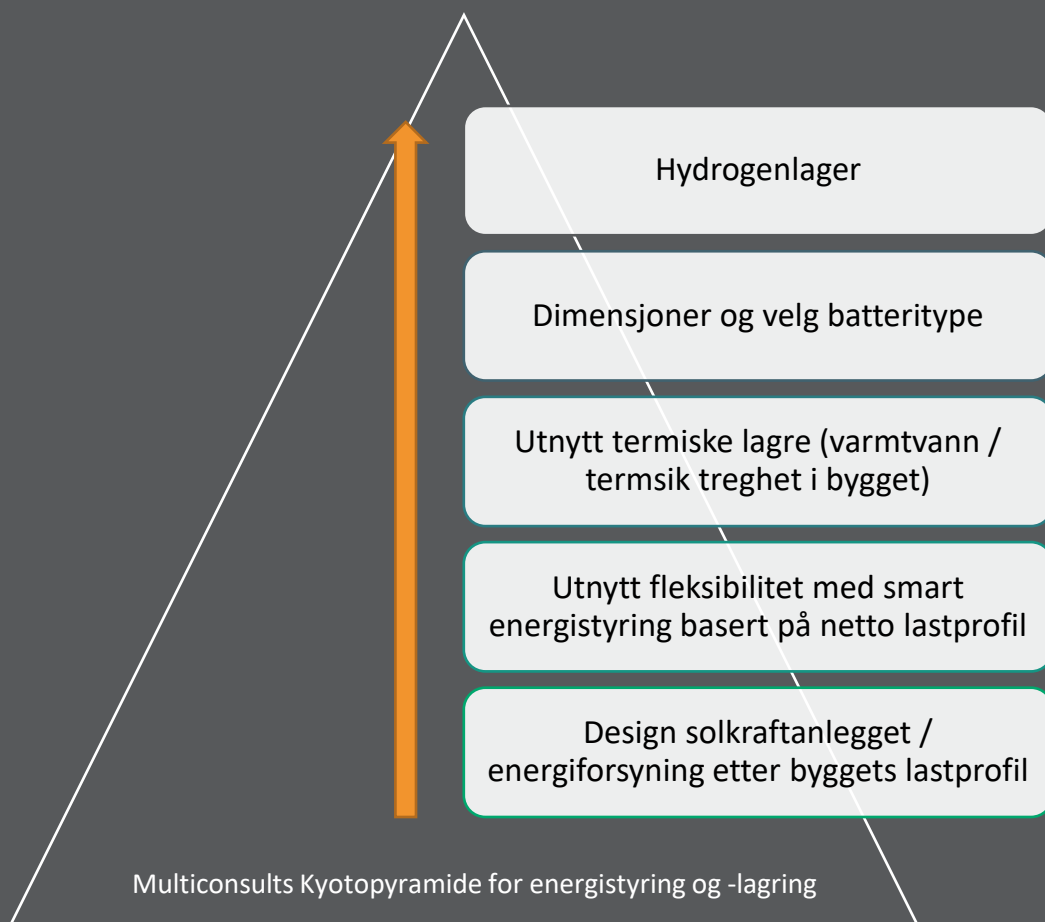 Hydrogenlager
Dimensjoner og velg batteritype
Utnytt termiske lagre (varmtvann /
termsik treghet i bygget)
Utnytt fleksibilitet med smart
energistyring basert på netto lastprofil
Design solkraftanlegget /
energiforsyning etter byggets lastprofil
Multiconsults Kyotopyramide for energistyring og -lagring